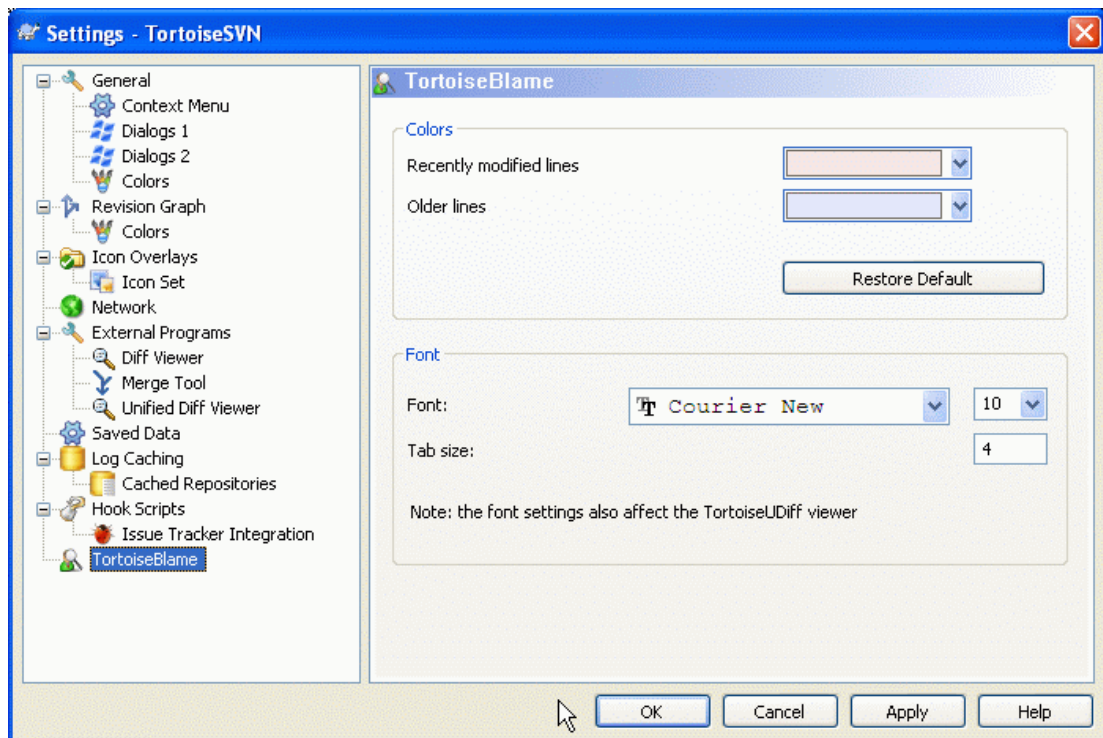 Settings - TortoiseSVN
General
Context Menu
Dialogs 1
Dialogs 2
Colors
Revision Graph
Colors
Icon Overlays
Icon Set
Network
External Programs
Diff Viewer
Merge Tool
Unified Diff Viewer
Saved Data
Log Caching
Cached Repositories
Hook Scripts
Issue Tracker Integration
TortoiseBlame
TortoiseBlame
Colors
Recently modified lines
Older lines
Restore Default
Font
Font: Courier New 10
Tab size: 4
Note: the font settings also affect the TortoiseUDiff viewer
OK Cancel Apply Help